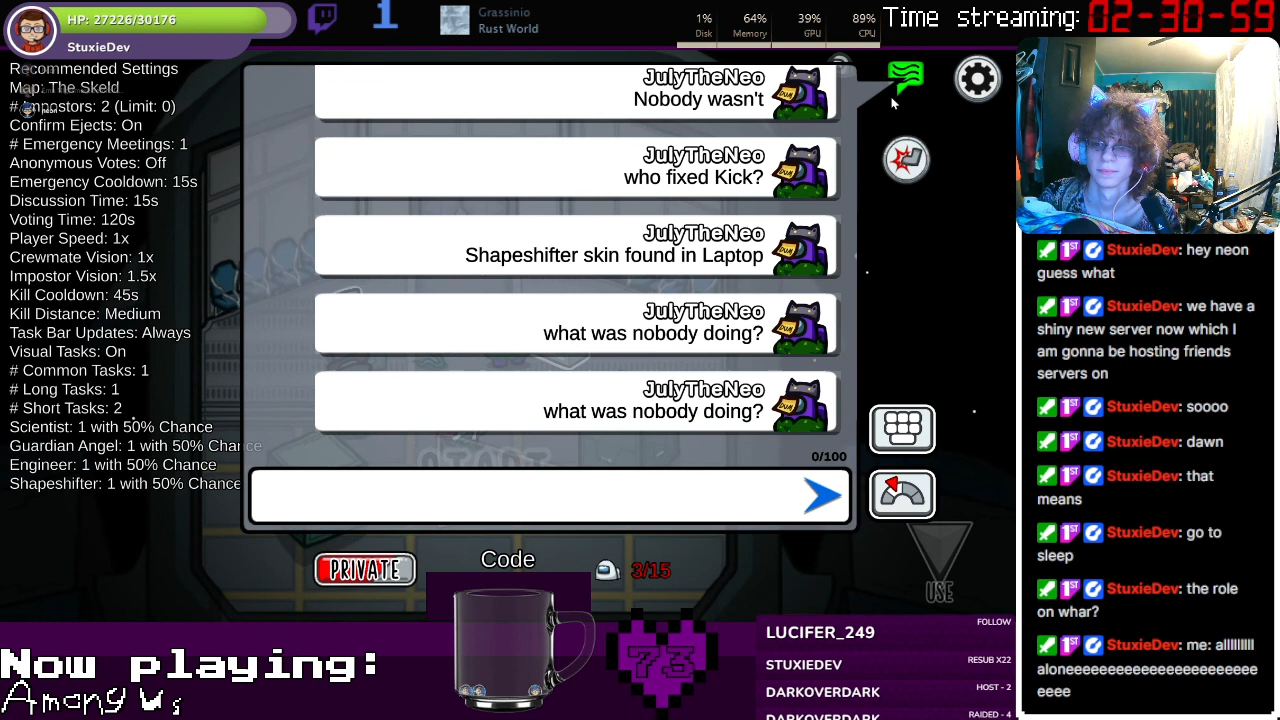 HP: 27226/30176
StuxieDev
1
Grassinio
Rust World
1%
Disk
64%
Memory
39%
GPU
89%
CPU
Time streaming:
02-30-59
Recommended Settings
Map: The Skeld
# Imposters: 2 (Limit: 0)
Confirm Ejects: On
# Emergency Meetings: 1
Anonymous Votes: Off
Emergency Cooldown: 15s
Discussion Time: 15s
Voting Time: 120s
Player Speed: 1x
Crewmate Vision: 1x
Impostor Vision: 1.5x
Kill Cooldown: 45s
Kill Distance: Medium
Task Bar Updates: Always
Visual Tasks: On
# Common Tasks: 1
# Long Tasks: 1
# Short Tasks: 2
Scientist: 1 with 50% Chance
Guardian Angel: 1 with 50% Chance
Engineer: 1 with 50% Chance
Shapeshifter: 1 with 50% Chance
JulyTheNeo
Nobody wasn't
JulyTheNeo
who fixed Kick?
JulyTheNeo
Shapeshifter skin found in Laptop
JulyTheNeo
what was nobody doing?
JulyTheNeo
what was nobody doing?
0/100
PRIVATE
Code
3/15
USE
StuxieDev: hey neon
guess what
StuxieDev: we have a
shiny new server now which I
am gonna be hosting friends
servers on
StuxieDev: soooo
StuxieDev: dawn
StuxieDev: that
means
StuxieDev: go to
sleep
StuxieDev: the role
on whar?
StuxieDev: me: allllllll
aloneeeeeeeeeeeeeeeeeeeeee
eeee
Now playing:
Among Us
73
LUCIFER_249
FOLLOW
STUXIEDEV
RESUB X22
DARKOVERDARK
HOST - 2
DARKOVERDARK
RAIDED - 4